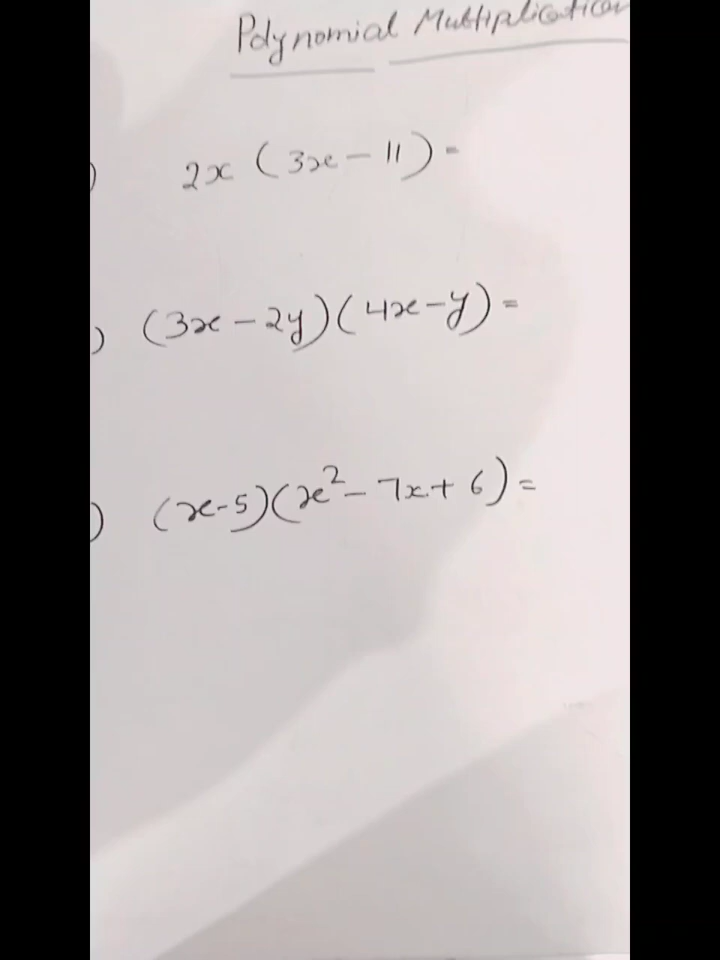 Polynomial Multiplication
) 2x (3x - 11) =
) (3x - 2y)(4x - y) =
) (x - 5)(x² - 7x + 6) =